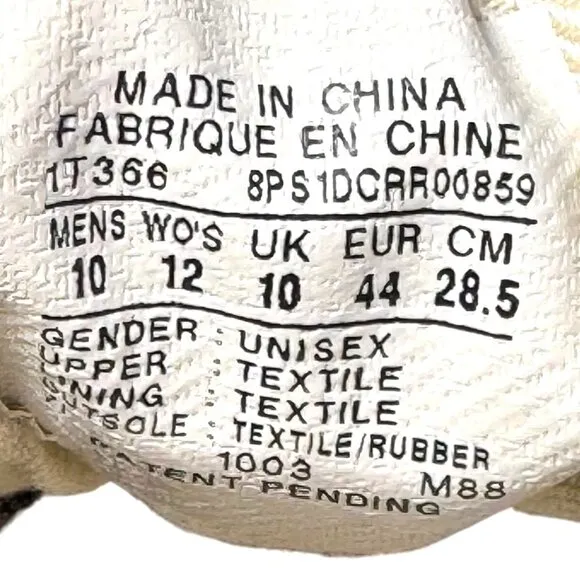 MADE IN CHINA
FABRIQUE EN CHINE
1T366 8PS1DCRR00859
MENS WO'S UK EUR CM
10 12 10 44 28.5
GENDER : UNISEX
UPPER : TEXTILE
LINING : TEXTILE
OUTSOLE : TEXTILE/RUBBER
1003 M88
PATENT PENDING